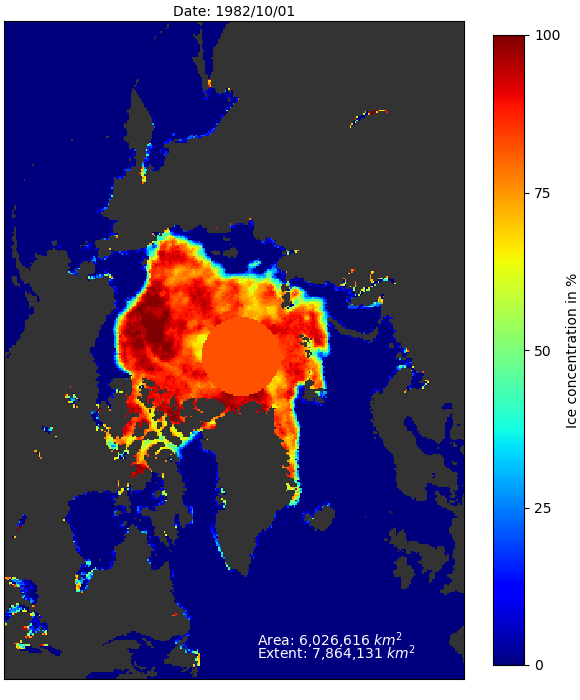 Date: 1982/10/01
100
75
50
25
0
Ice concentration in %
Area: 6,026,616 km²
Extent: 7,864,131 km²